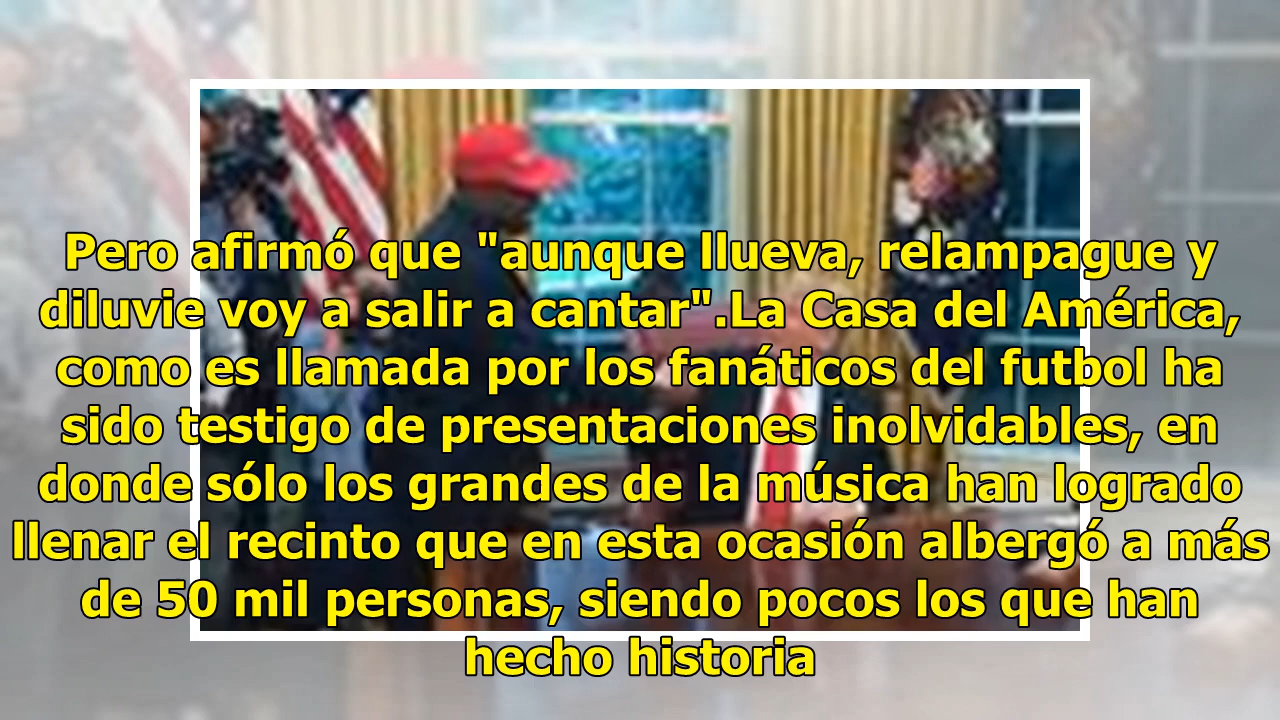 Pero afirmó que "aunque llueva, relampague y
diluvie voy a salir a cantar".La Casa del América,
como es llamada por los fanáticos del futbol ha
sido testigo de presentaciones inolvidables, en
donde sólo los grandes de la música han logrado
llenar el recinto que en esta ocasión albergó a más
de 50 mil personas, siendo pocos los que han
hecho historia